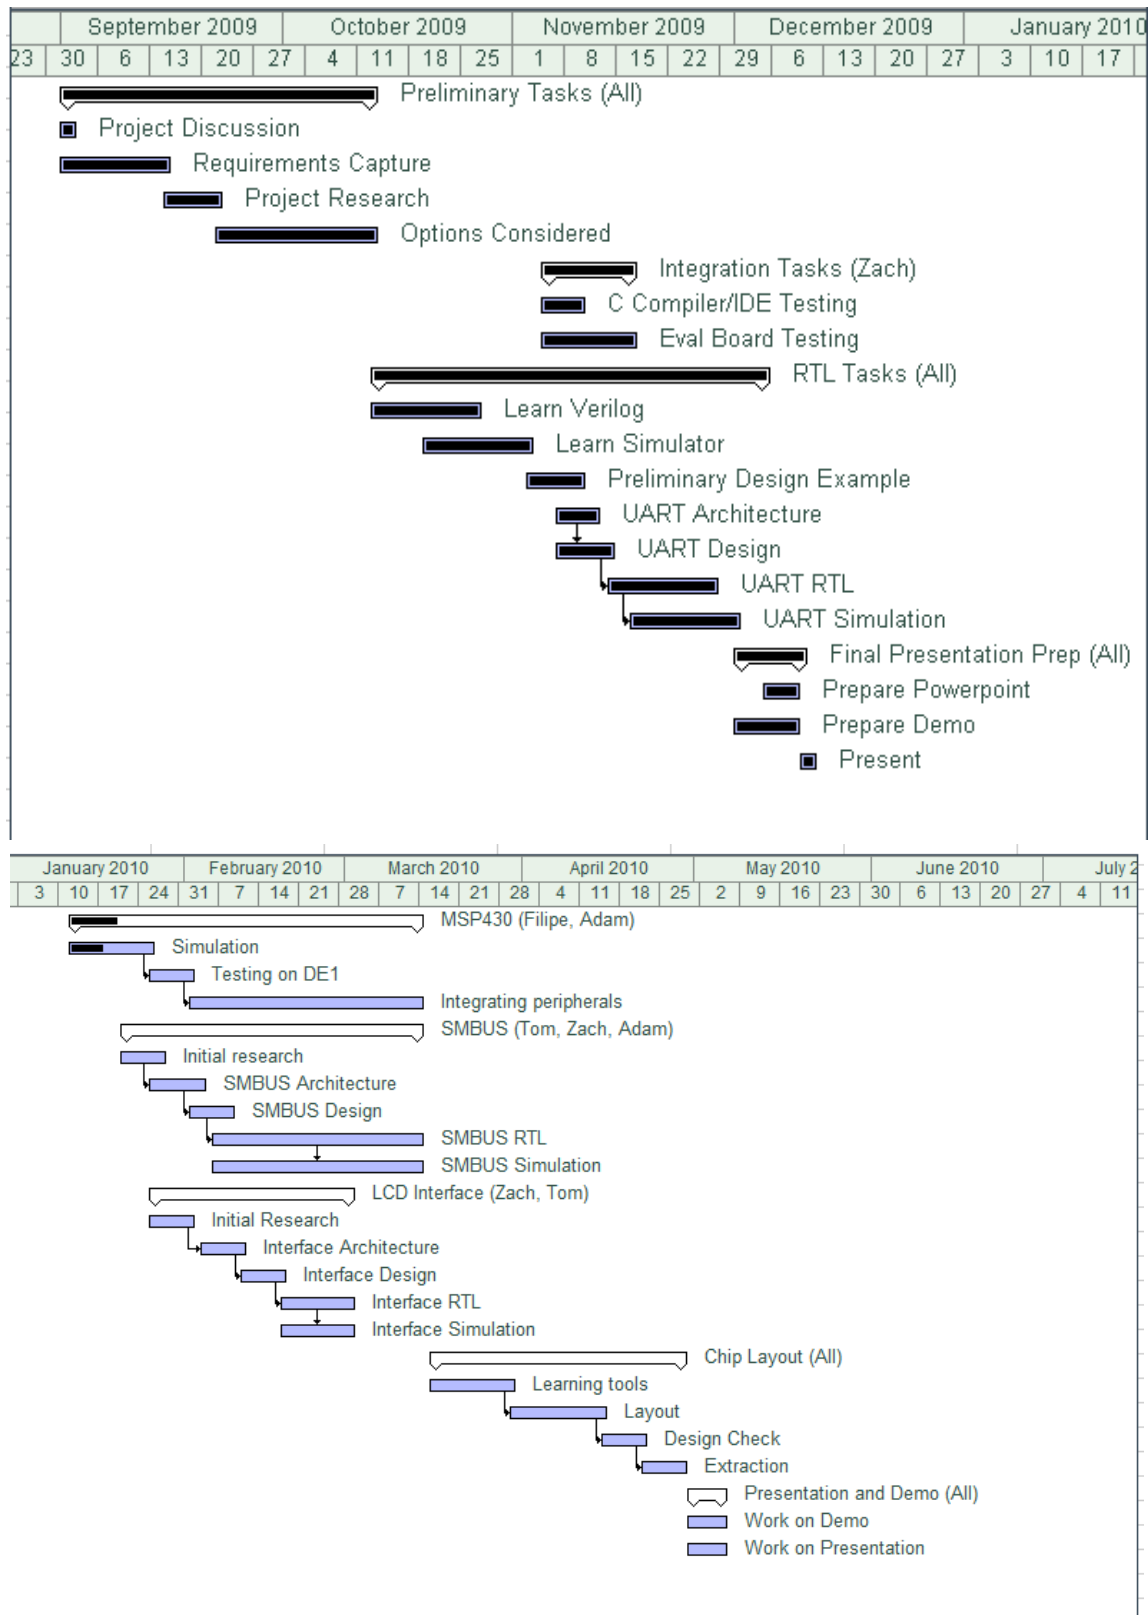 September 2009 October 2009 November 2009 December 2009 January 2010
23 30 6 13 20 27 4 11 18 25 1 8 15 22 29 6 13 20 27 3 10 17
Preliminary Tasks (All)
Project Discussion
Requirements Capture
Project Research
Options Considered
Integration Tasks (Zach)
C Compiler/IDE Testing
Eval Board Testing
RTL Tasks (All)
Learn Verilog
Learn Simulator
Preliminary Design Example
UART Architecture
UART Design
UART RTL
UART Simulation
Final Presentation Prep (All)
Prepare Powerpoint
Prepare Demo
Present
January 2010 February 2010 March 2010 April 2010 May 2010 June 2010 July 2
3 10 17 24 31 7 14 21 28 7 14 21 28 4 11 18 25 2 9 16 23 30 6 13 20 27 4 11
MSP430 (Filipe, Adam)
Simulation
Testing on DE1
Integrating peripherals
SMBUS (Tom, Zach, Adam)
Initial research
SMBUS Architecture
SMBUS Design
SMBUS RTL
SMBUS Simulation
LCD Interface (Zach, Tom)
Initial Research
Interface Architecture
Interface Design
Interface RTL
Interface Simulation
Chip Layout (All)
Learning tools
Layout
Design Check
Extraction
Presentation and Demo (All)
Work on Demo
Work on Presentation